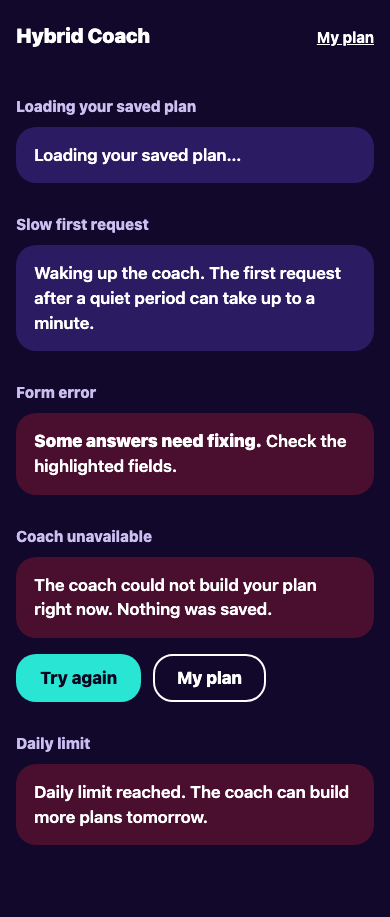 Hybrid Coach
My plan
Loading your saved plan
Loading your saved plan...
Slow first request
Waking up the coach. The first request
after a quiet period can take up to a
minute.
Form error
Some answers need fixing. Check the
highlighted fields.
Coach unavailable
The coach could not build your plan
right now. Nothing was saved.
Try again
My plan
Daily limit
Daily limit reached. The coach can build
more plans tomorrow.